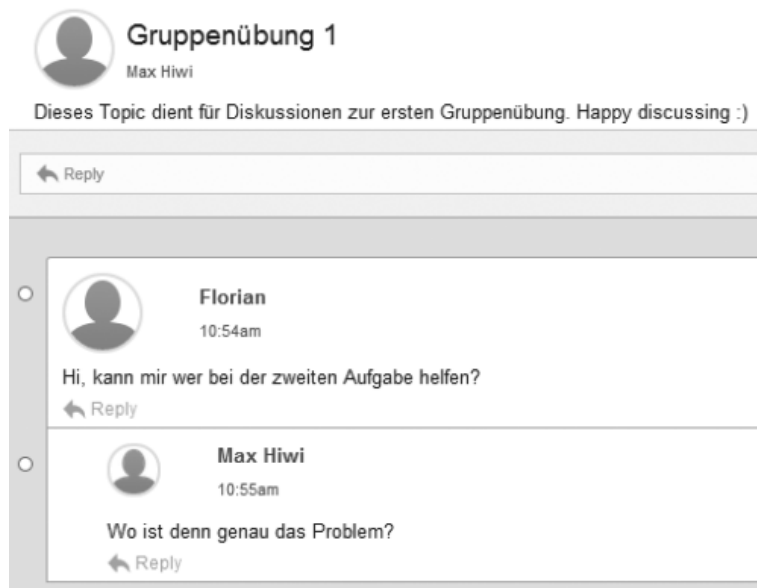 Gruppenübung 1
Max Hiwi
Dieses Topic dient für Diskussionen zur ersten Gruppenübung. Happy discussing :)
Reply
Florian
10:54am
Hi, kann mir wer bei der zweiten Aufgabe helfen?
Reply
Max Hiwi
10:55am
Wo ist denn genau das Problem?
Reply